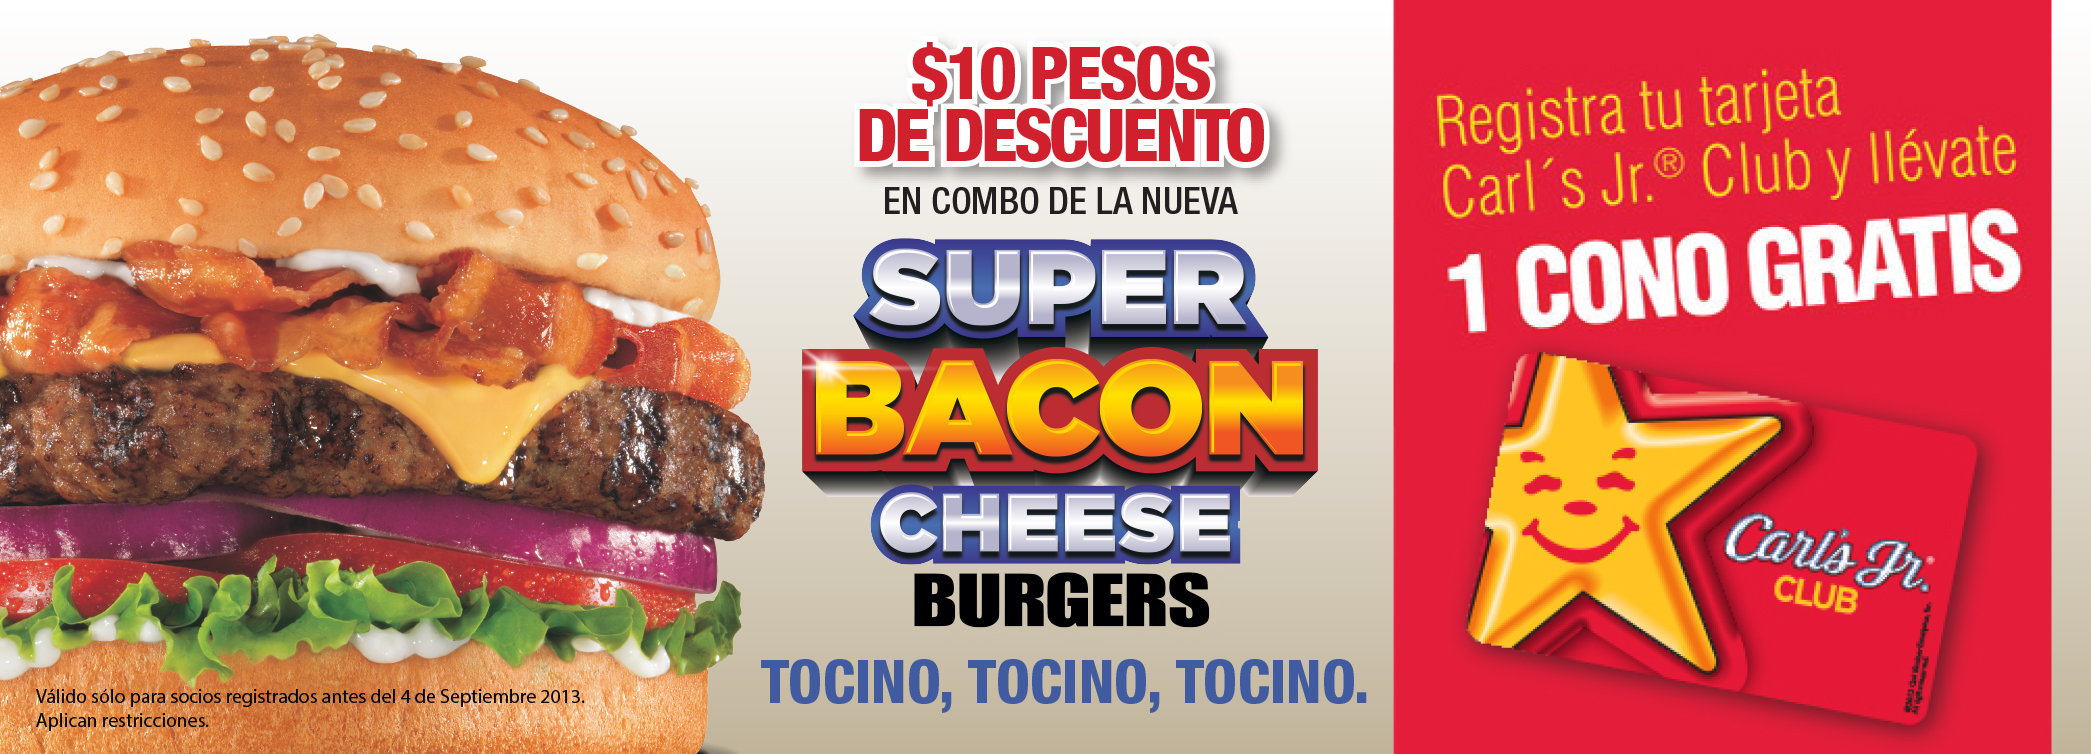 $10 PESOS
DE DESCUENTO
EN COMBO DE LA NUEVA
SUPER
BACON
CHEESE
BURGERS
TOCINO, TOCINO, TOCINO.
Válido sólo para socios registrados antes del 4 de Septiembre 2013.
Aplican restricciones.
Registra tu tarjeta
Carl´s Jr.® Club y llévate
1 CONO GRATIS
Carl's Jr.®
CLUB